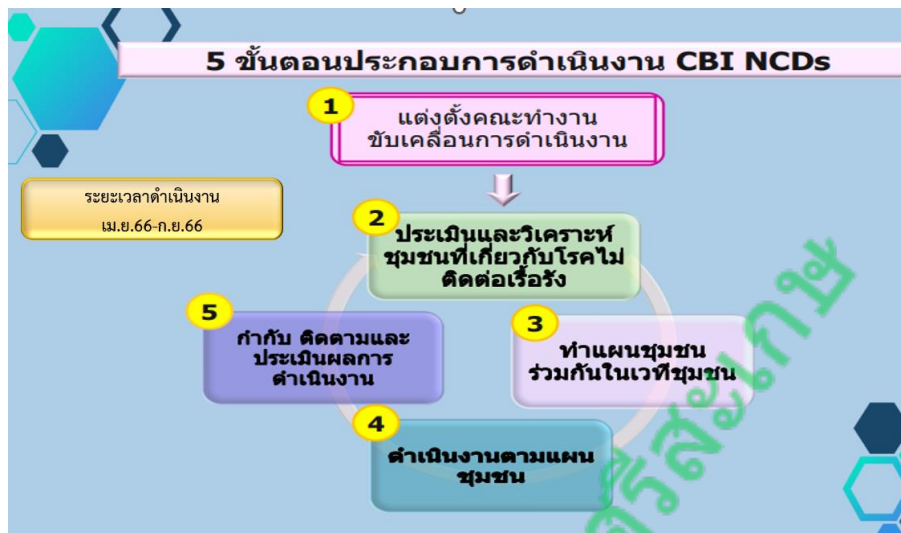 5 ขั้นตอนประกอบการดำเนินงาน CBI NCDs
1
แต่งตั้งคณะทำงาน
ขับเคลื่อนการดำเนินงาน
ระยะเวลาดำเนินงาน
เม.ย.66-ก.ย.66
2
ประเมินและวิเคราะห์
ชุมชนที่เกี่ยวกับโรคไม่
ติดต่อเรื้อรัง
3
ทำแผนชุมชน
ร่วมกันในเวทีชุมชน
4
ดำเนินงานตามแผน
ชุมชน
5
กำกับ ติดตามและ
ประเมินผลการ
ดำเนินงาน
ศรีสะเกษ